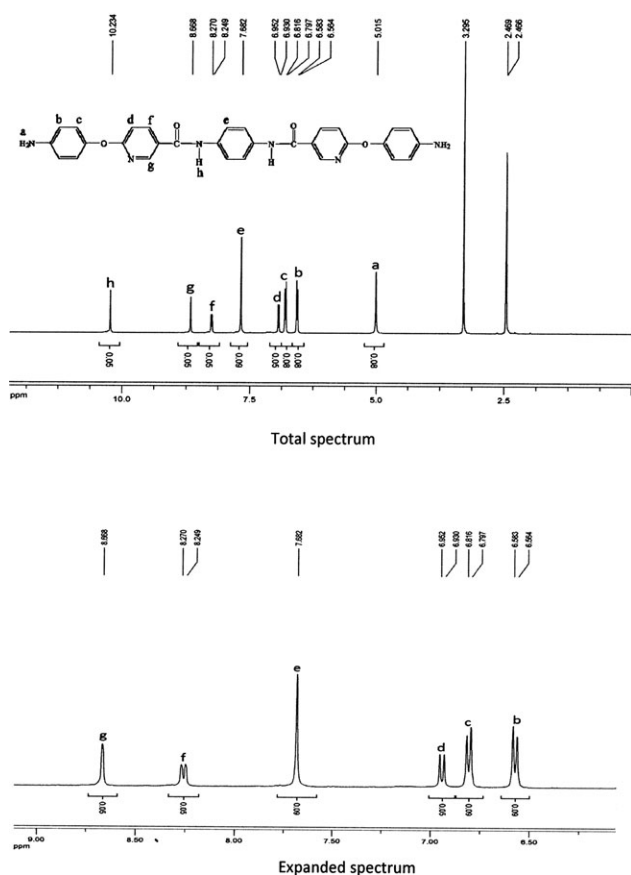 10.234 8.668 8.270 8.249 7.682 6.952 6.930 6.816 6.797 6.583 6.564 5.015 3.295 2.469 2.466
b c d f O e O
a H₂N O N g C N H h N H C N O NH₂
h g f e d c b a
ppm 10.0 7.5 5.0 2.5
Total spectrum
8.668 8.270 8.249 7.682 6.952 6.930 6.816 6.797 6.583 6.564
g f e d c b
9.00 8.50 8.00 7.50 7.00 6.50
ppm
Expanded spectrum